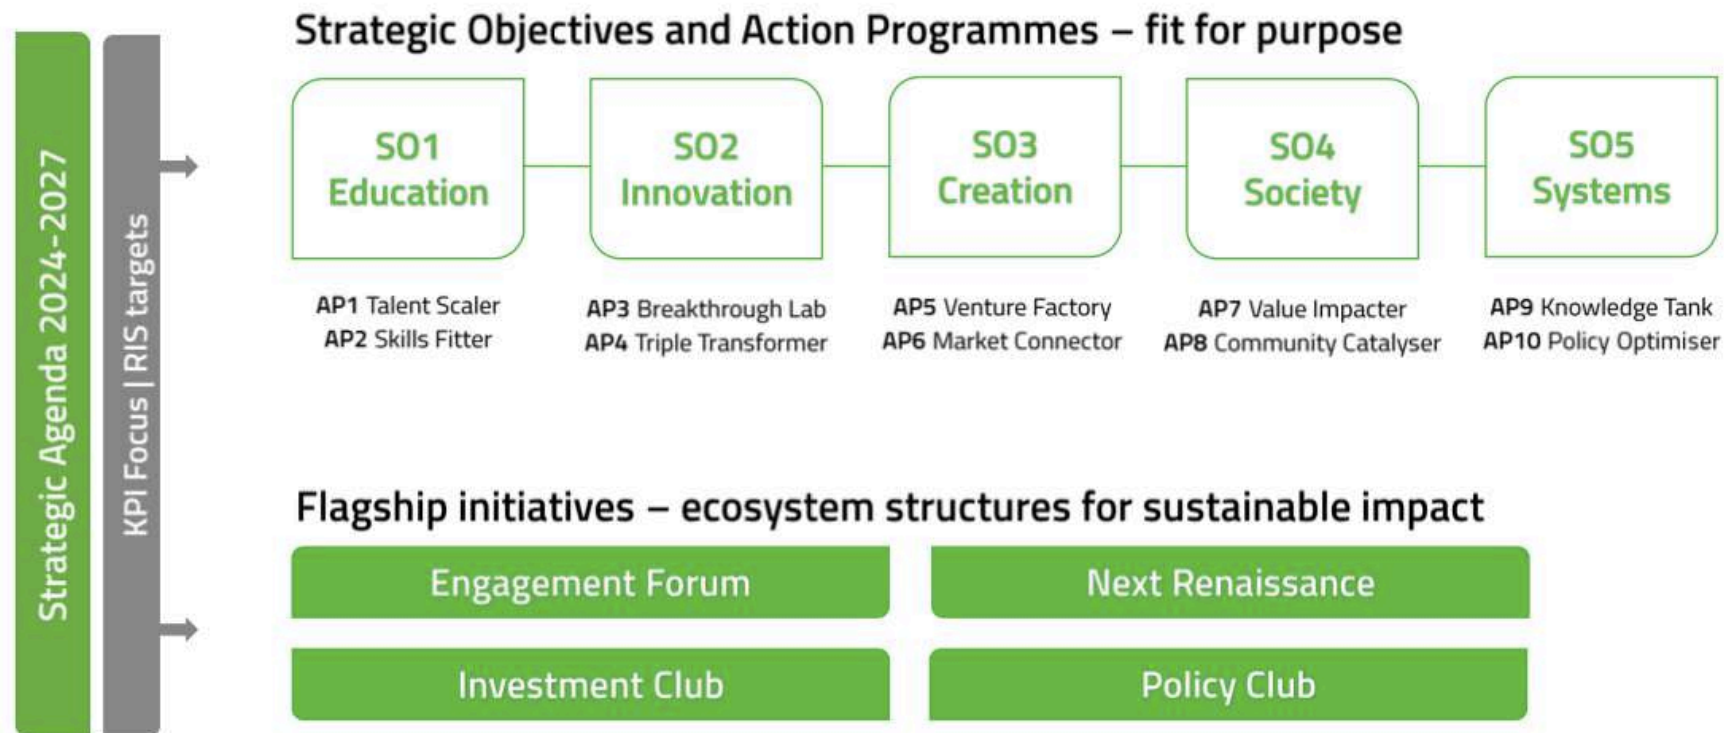 Strategic Agenda 2024-2027
KPI Focus | RIS targets
Strategic Objectives and Action Programmes – fit for purpose
SO1
Education
SO2
Innovation
SO3
Creation
SO4
Society
SO5
Systems
AP1 Talent Scaler
AP2 Skills Fitter
AP3 Breakthrough Lab
AP4 Triple Transformer
AP5 Venture Factory
AP6 Market Connector
AP7 Value Impacter
AP8 Community Catalyser
AP9 Knowledge Tank
AP10 Policy Optimiser
Flagship initiatives – ecosystem structures for sustainable impact
Engagement Forum
Next Renaissance
Investment Club
Policy Club